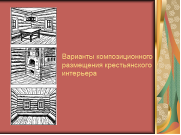 Варианты композиционного
размещения крестьянского
интерьера